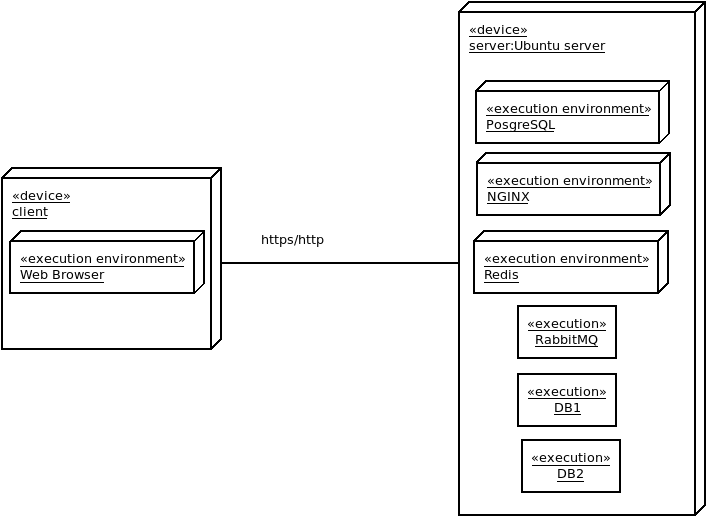 «device»
server:Ubuntu server
«execution environment»
PosgreSQL
«execution environment»
NGINX
«device»
client
«execution environment»
Web Browser
https/http
«execution environment»
Redis
«execution»
RabbitMQ
«execution»
DB1
«execution»
DB2